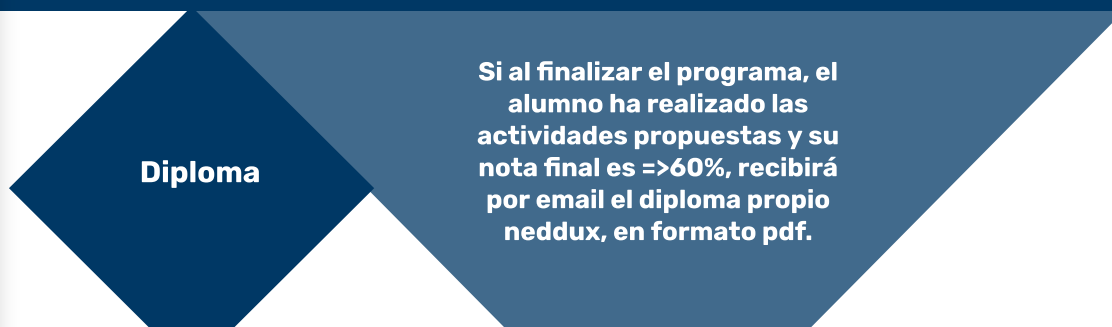 Diploma
Si al finalizar el programa, el
alumno ha realizado las
actividades propuestas y su
nota final es =>60%, recibirá
por email el diploma propio
neddux, en formato pdf.